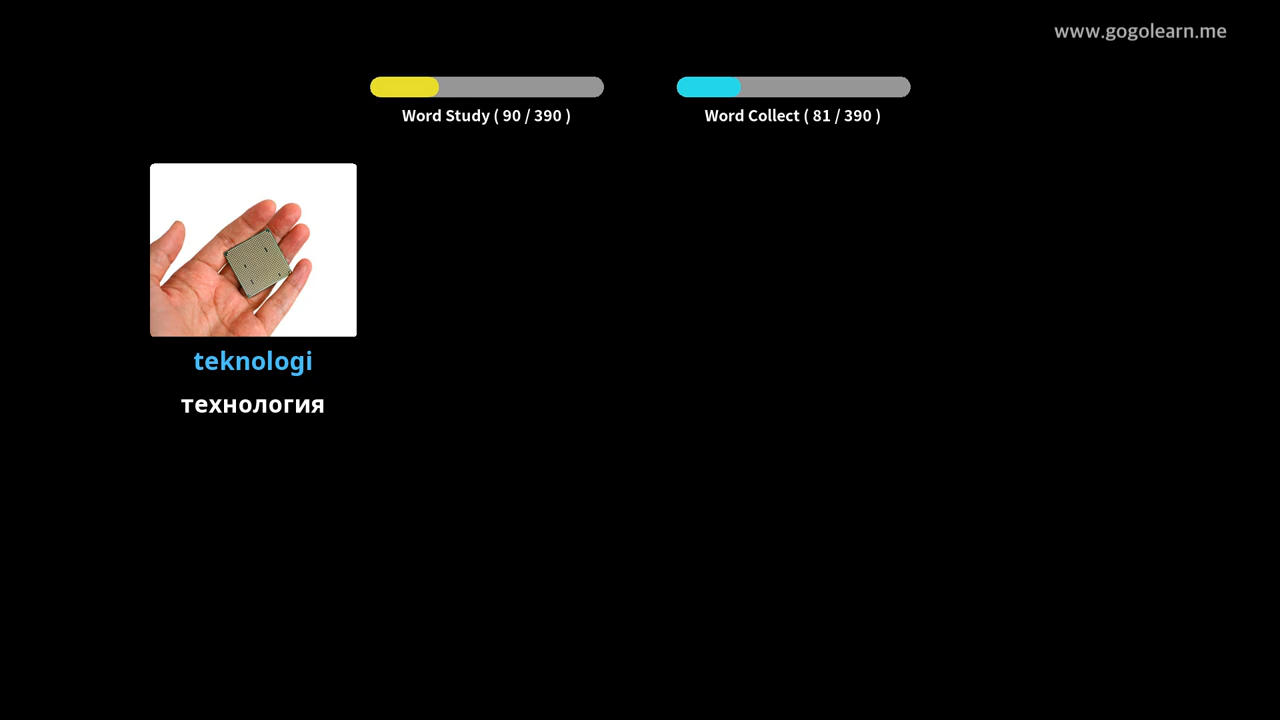 www.gogolearn.me
Word Study ( 90 / 390 )
Word Collect ( 81 / 390 )
teknologi
технология